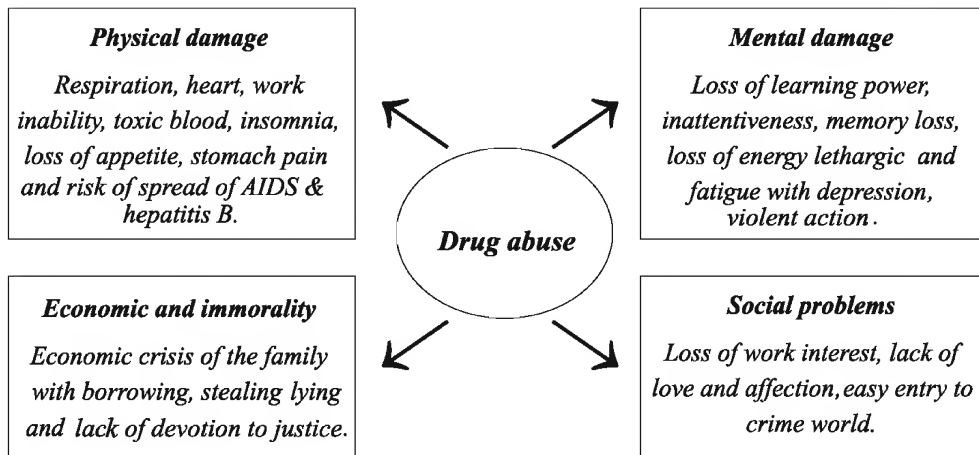 Physical damage
Respiration, heart, work
inability, toxic blood, insomnia,
loss of appetite, stomach pain
and risk of spread of AIDS &
hepatitis B.
Mental damage
Loss of learning power,
inattentiveness, memory loss,
loss of energy lethargic and
fatigue with depression,
violent action.
Drug abuse
Economic and immorality
Economic crisis of the family
with borrowing, stealing lying
and lack of devotion to justice.
Social problems
Loss of work interest, lack of
love and affection, easy entry to
crime world.